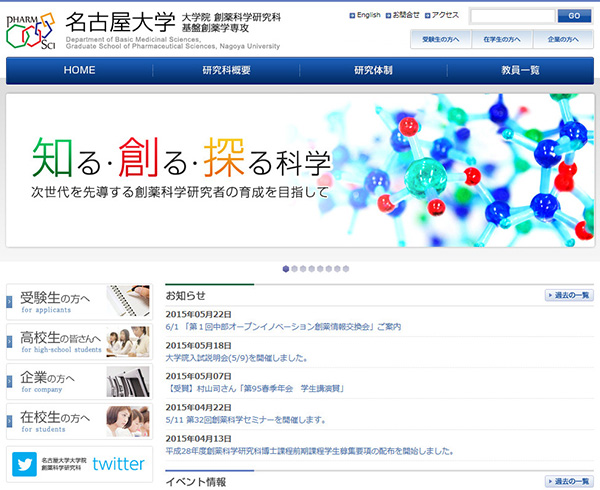 PHARM
SCI
名古屋大学 大学院 創薬科学研究科
基盤創薬学専攻
Department of Basic Medicinal Sciences,
Graduate School of Pharmaceutical Sciences, Nagoya University
English お問合せ アクセス
GO
受験生の方へ 在学生の方へ 企業の方へ
HOME 研究科概要 研究体制 教員一覧
知る・創る・探る科学
次世代を先導する創薬科学研究者の育成を目指して
受験生の方へ
for applicants
高校生の皆さんへ
for high-school students
企業の方へ
for company
在校生の方へ
for students
名古屋大学大学院
創薬科学研究科
twitter
お知らせ 過去の一覧
2015年05月22日
6/1 「第1回中部オープンイノベーション創薬情報交換会」ご案内
2015年05月18日
大学院入試説明会(5/9)を開催しました。
2015年05月07日
【受賞】村山司さん「第95春季年会 学生講演賞」
2015年04月22日
5/11 第32回創薬科学セミナーを開催します。
2015年04月13日
平成28年度創薬科学研究科博士課程前期課程学生募集要項の配布を開始しました。
イベント情報 過去の一覧